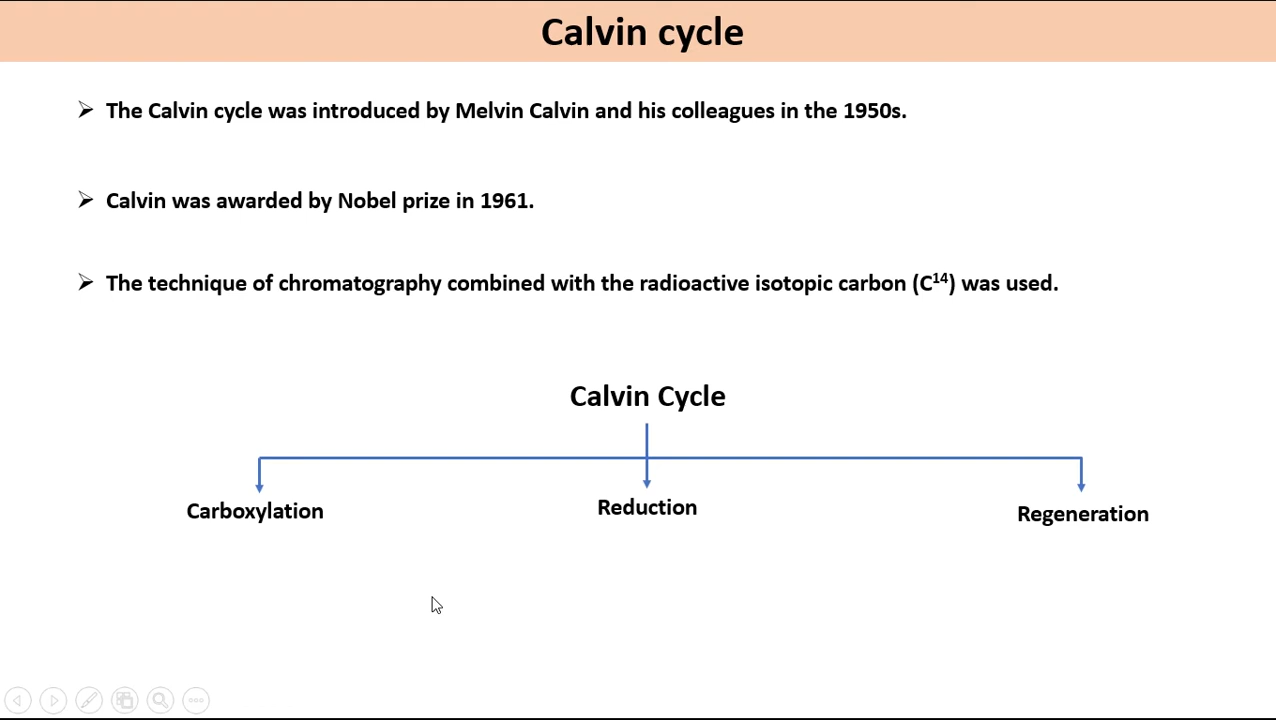 Calvin cycle
➢ The Calvin cycle was introduced by Melvin Calvin and his colleagues in the 1950s.
➢ Calvin was awarded by Nobel prize in 1961.
➢ The technique of chromatography combined with the radioactive isotopic carbon (C¹⁴) was used.
Calvin Cycle
Carboxylation
Reduction
Regeneration